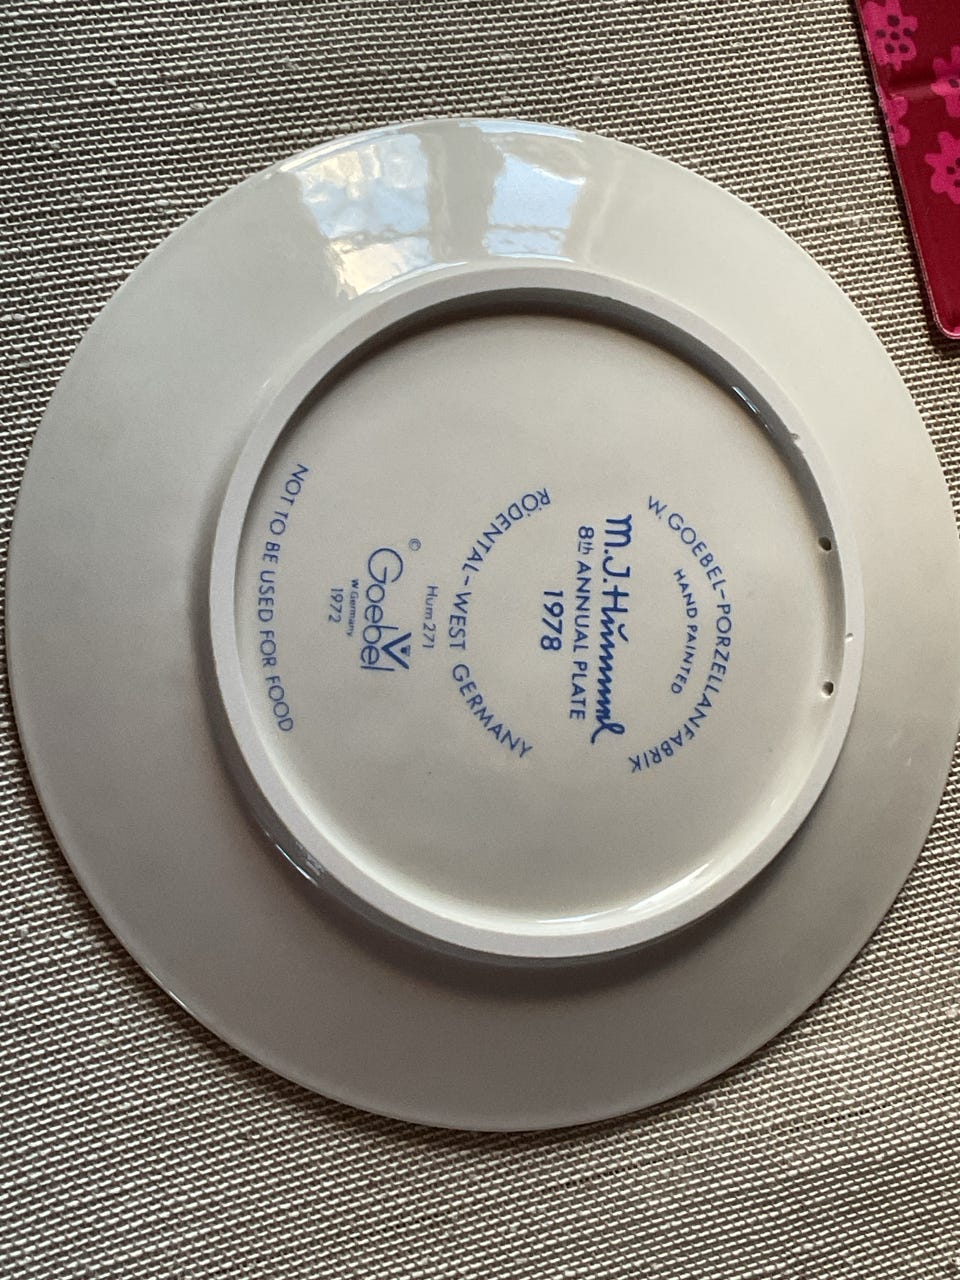 W. GOEBEL-PORZELLANFABRIK
HAND PAINTED
M.J.Hummel
8th ANNUAL PLATE
1978
RÖDENTAL-WEST GERMANY
Hum 271
© Goebel
W.Germany
1972
NOT TO BE USED FOR FOOD